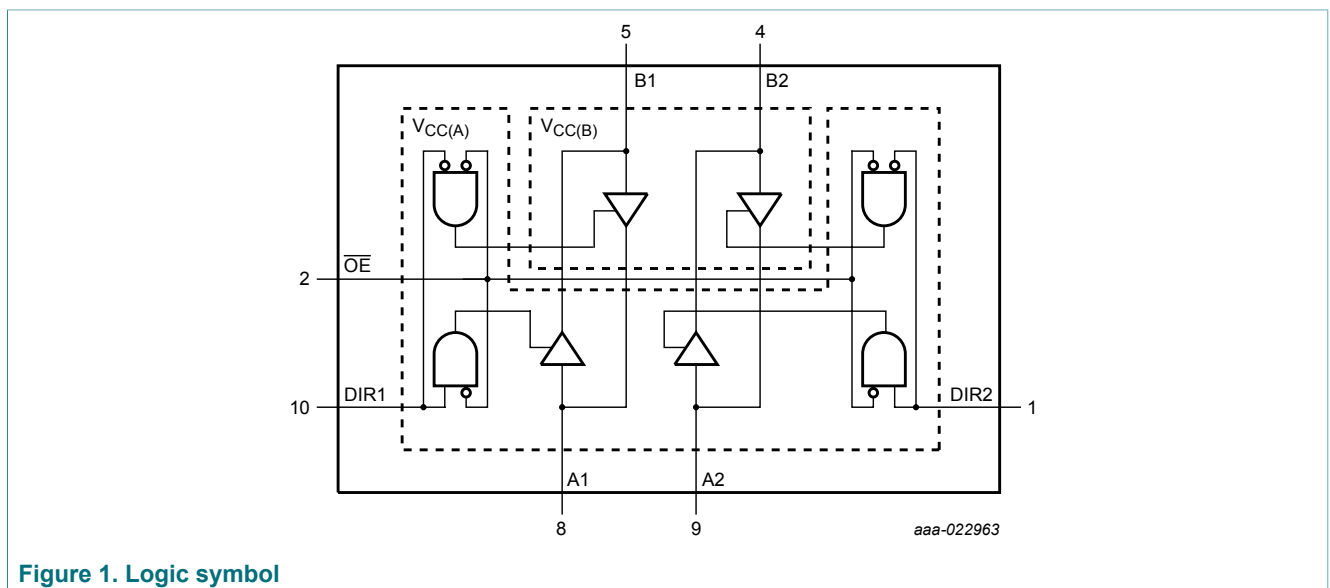 5 4
B1 B2
VCC(A) VCC(B)
2 OE
10 DIR1 DIR2 1
A1 A2
8 9
aaa-022963
Figure 1. Logic symbol